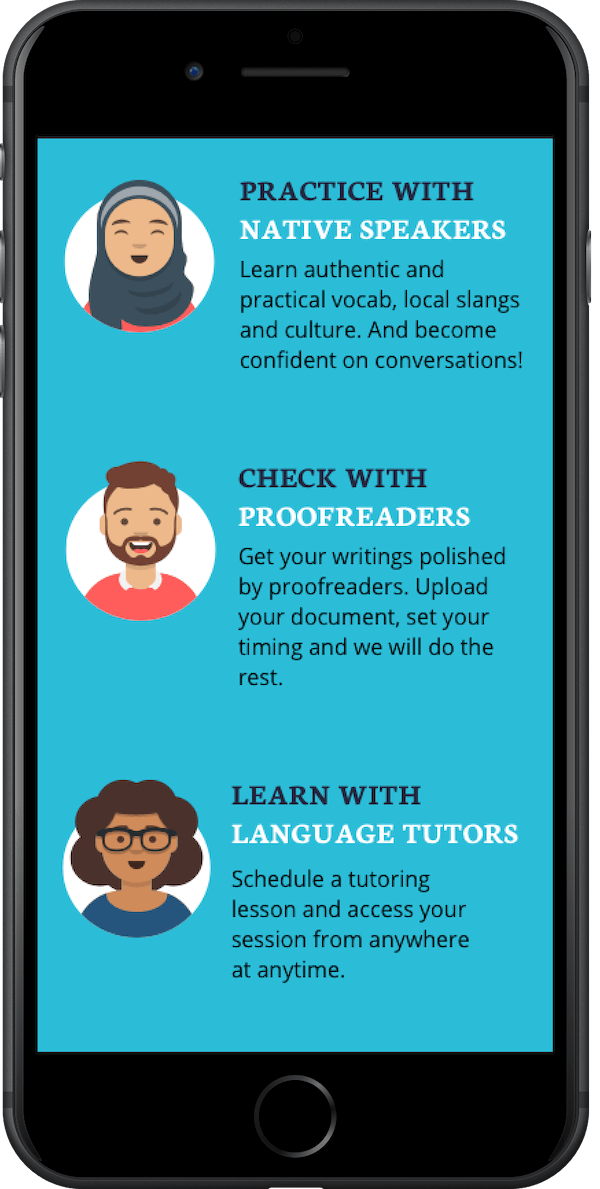 PRACTICE WITH
NATIVE SPEAKERS
Learn authentic and
practical vocab, local slangs
and culture. And become
confident on conversations!
CHECK WITH
PROOFREADERS
Get your writings polished
by proofreaders. Upload
your document, set your
timing and we will do the
rest.
LEARN WITH
LANGUAGE TUTORS
Schedule a tutoring
lesson and access your
session from anywhere
at anytime.